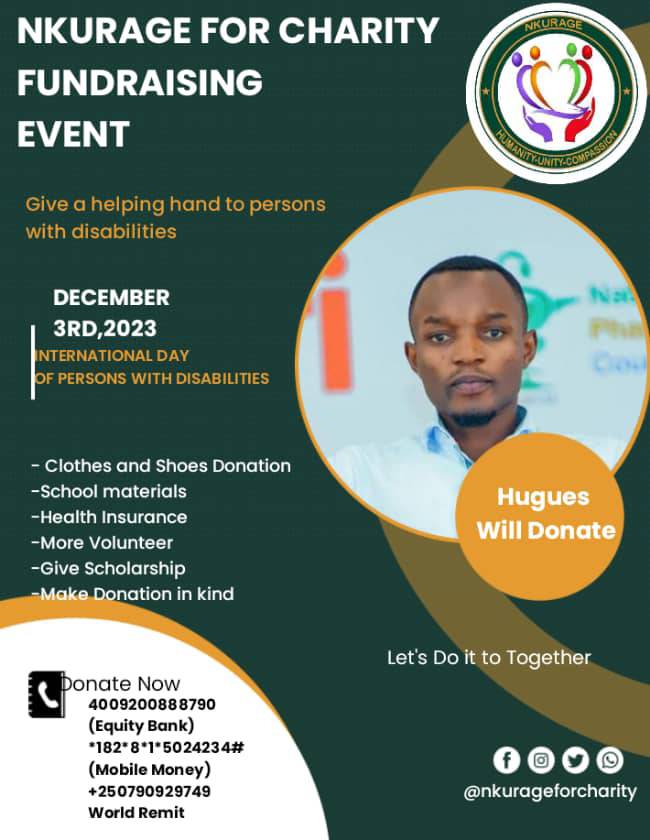 NKURAGE FOR CHARITY
FUNDRAISING
EVENT
NKURAGE
HUMANITY-UNITY-COMPASSION
Give a helping hand to persons
with disabilities
DECEMBER
3RD,2023
INTERNATIONAL DAY
OF PERSONS WITH DISABILITIES
- Clothes and Shoes Donation
-School materials
-Health Insurance
-More Volunteer
-Give Scholarship
-Make Donation in kind
Hugues
Will Donate
Let's Do it to Together
Donate Now
4009200888790
(Equity Bank)
*182*8*1*5024234#
(Mobile Money)
+250790929749
World Remit
@nkurageforcharity